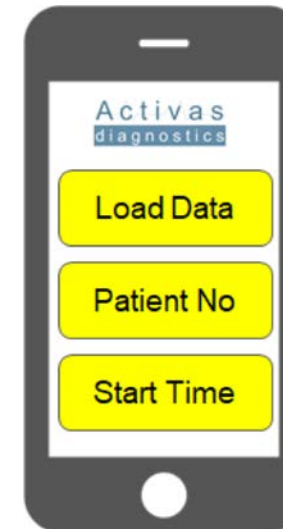 Activas
diagnostics
Load Data
Patient No
Start Time